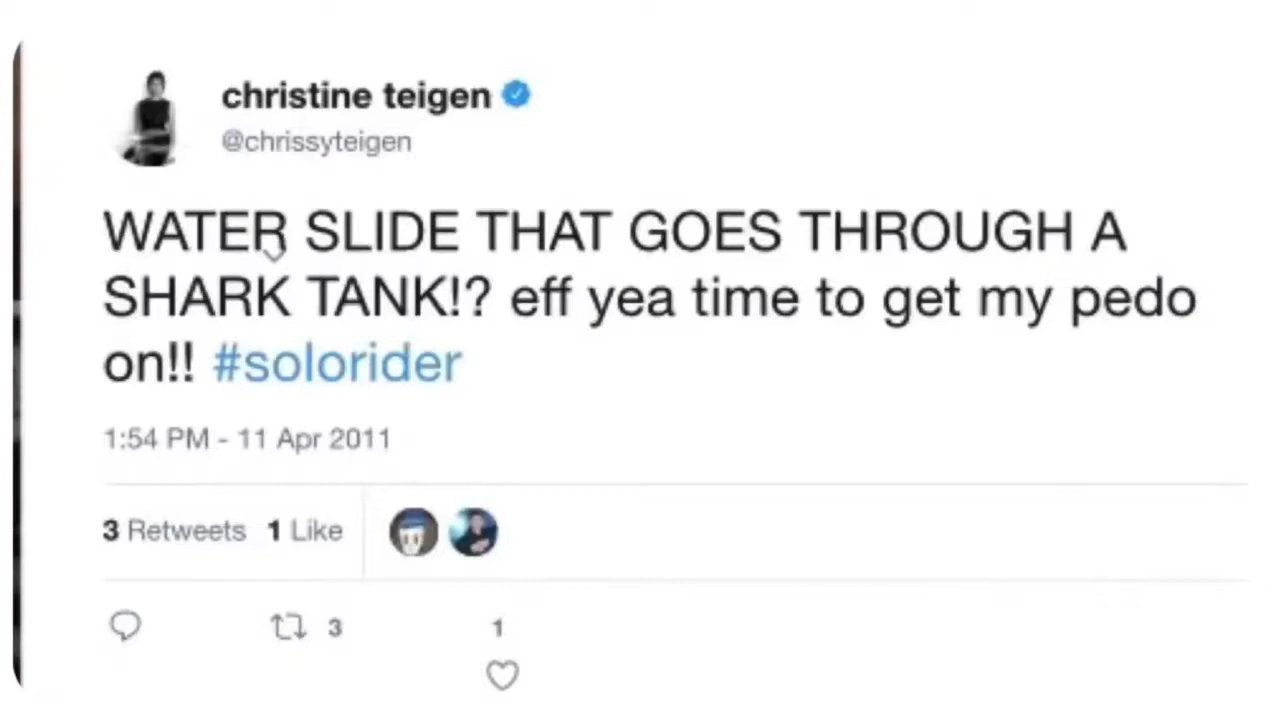 christine teigen
@chrissyteigen
WATER SLIDE THAT GOES THROUGH A
SHARK TANK!? eff yea time to get my pedo
on!! #solorider
1:54 PM - 11 Apr 2011
3 Retweets 1 Like
3 1